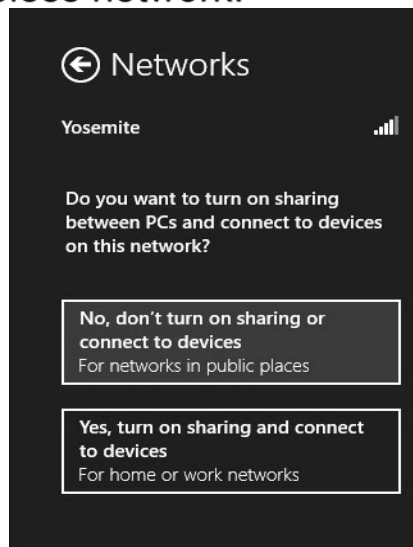 Networks
Yosemite
Do you want to turn on sharing
between PCs and connect to devices
on this network?
No, don't turn on sharing or
connect to devices
For networks in public places
Yes, turn on sharing and connect
to devices
For home or work networks